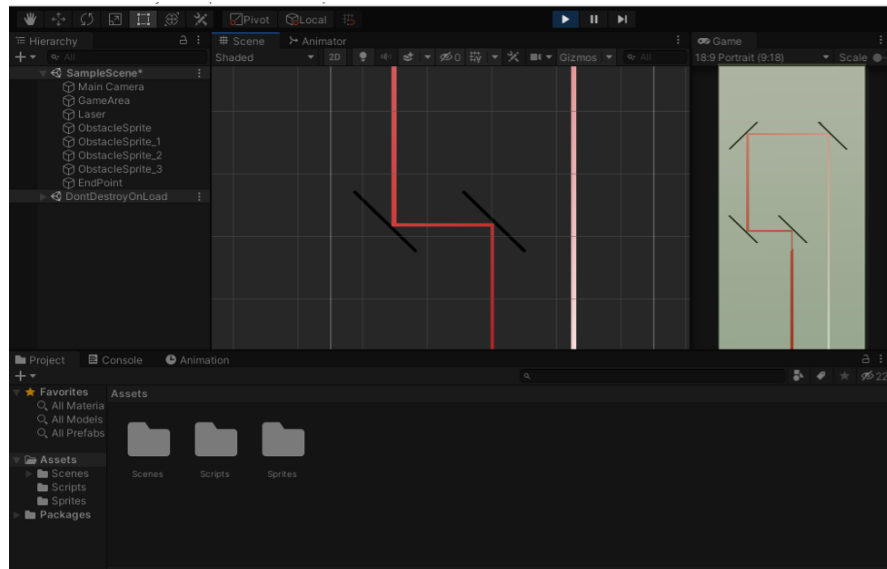 Pivot Local
Hierarchy
Scene Animator
Game
All
Shaded 2D 0 Gizmos All
18:9 Portrait (9:18) Scale
SampleScene*
Main Camera
GameArea
Laser
ObstacleSprite
ObstacleSprite_1
ObstacleSprite_2
ObstacleSprite_3
EndPoint
DontDestroyOnLoad
Project Console Animation
22
Favorites
All Materia
All Models
All Prefabs
Assets
Scenes
Scripts
Sprites
Packages
Assets
Scenes Scripts Sprites